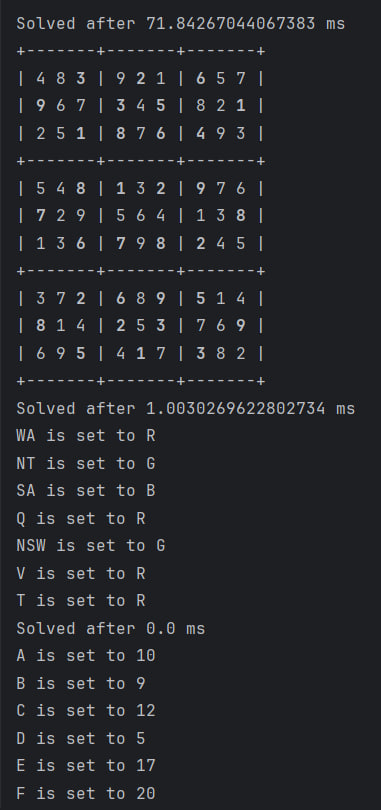 Solved after 71.84267044067383 ms
+-------+-------+-------+
| 4 8 3 | 9 2 1 | 6 5 7 |
| 9 6 7 | 3 4 5 | 8 2 1 |
| 2 5 1 | 8 7 6 | 4 9 3 |
+-------+-------+-------+
| 5 4 8 | 1 3 2 | 9 7 6 |
| 7 2 9 | 5 6 4 | 1 3 8 |
| 1 3 6 | 7 9 8 | 2 4 5 |
+-------+-------+-------+
| 3 7 2 | 6 8 9 | 5 1 4 |
| 8 1 4 | 2 5 3 | 7 6 9 |
| 6 9 5 | 4 1 7 | 3 8 2 |
+-------+-------+-------+
Solved after 1.0030269622802734 ms
WA is set to R
NT is set to G
SA is set to B
Q is set to R
NSW is set to G
V is set to R
T is set to R
Solved after 0.0 ms
A is set to 10
B is set to 9
C is set to 12
D is set to 5
E is set to 17
F is set to 20